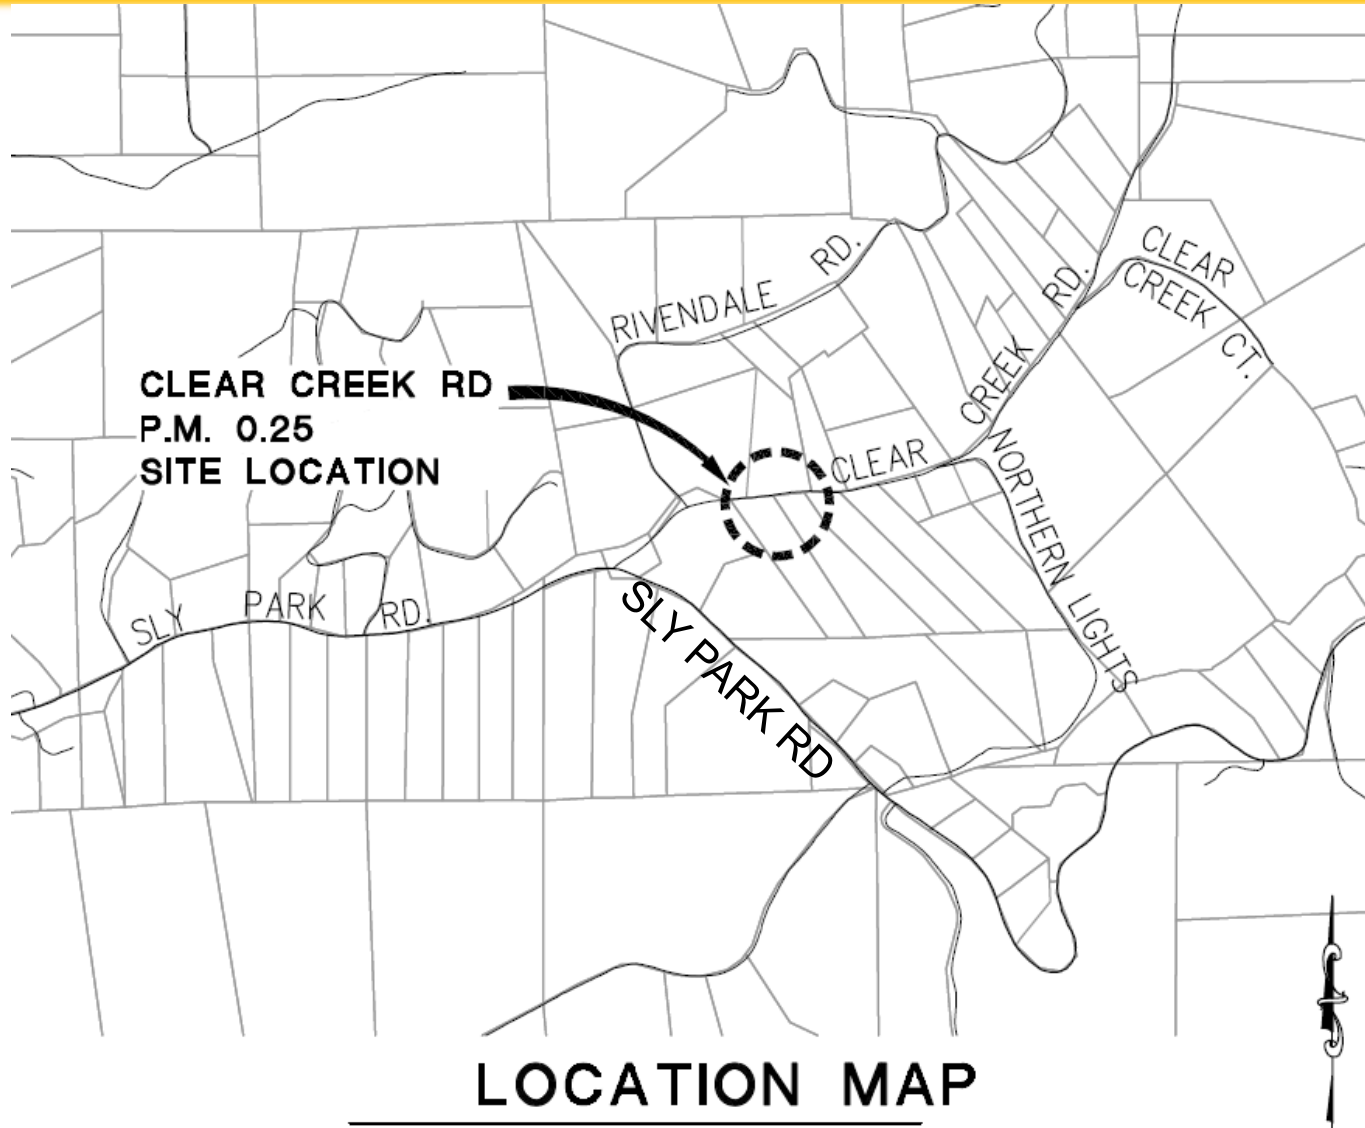 CLEAR
CREEK CT.
RIVENDALE RD.
CLEAR CREEK RD.
CLEAR CREEK RD
P.M. 0.25
SITE LOCATION
NORTHERN LIGHTS
SLY PARK RD.
SLY PARK RD
LOCATION MAP